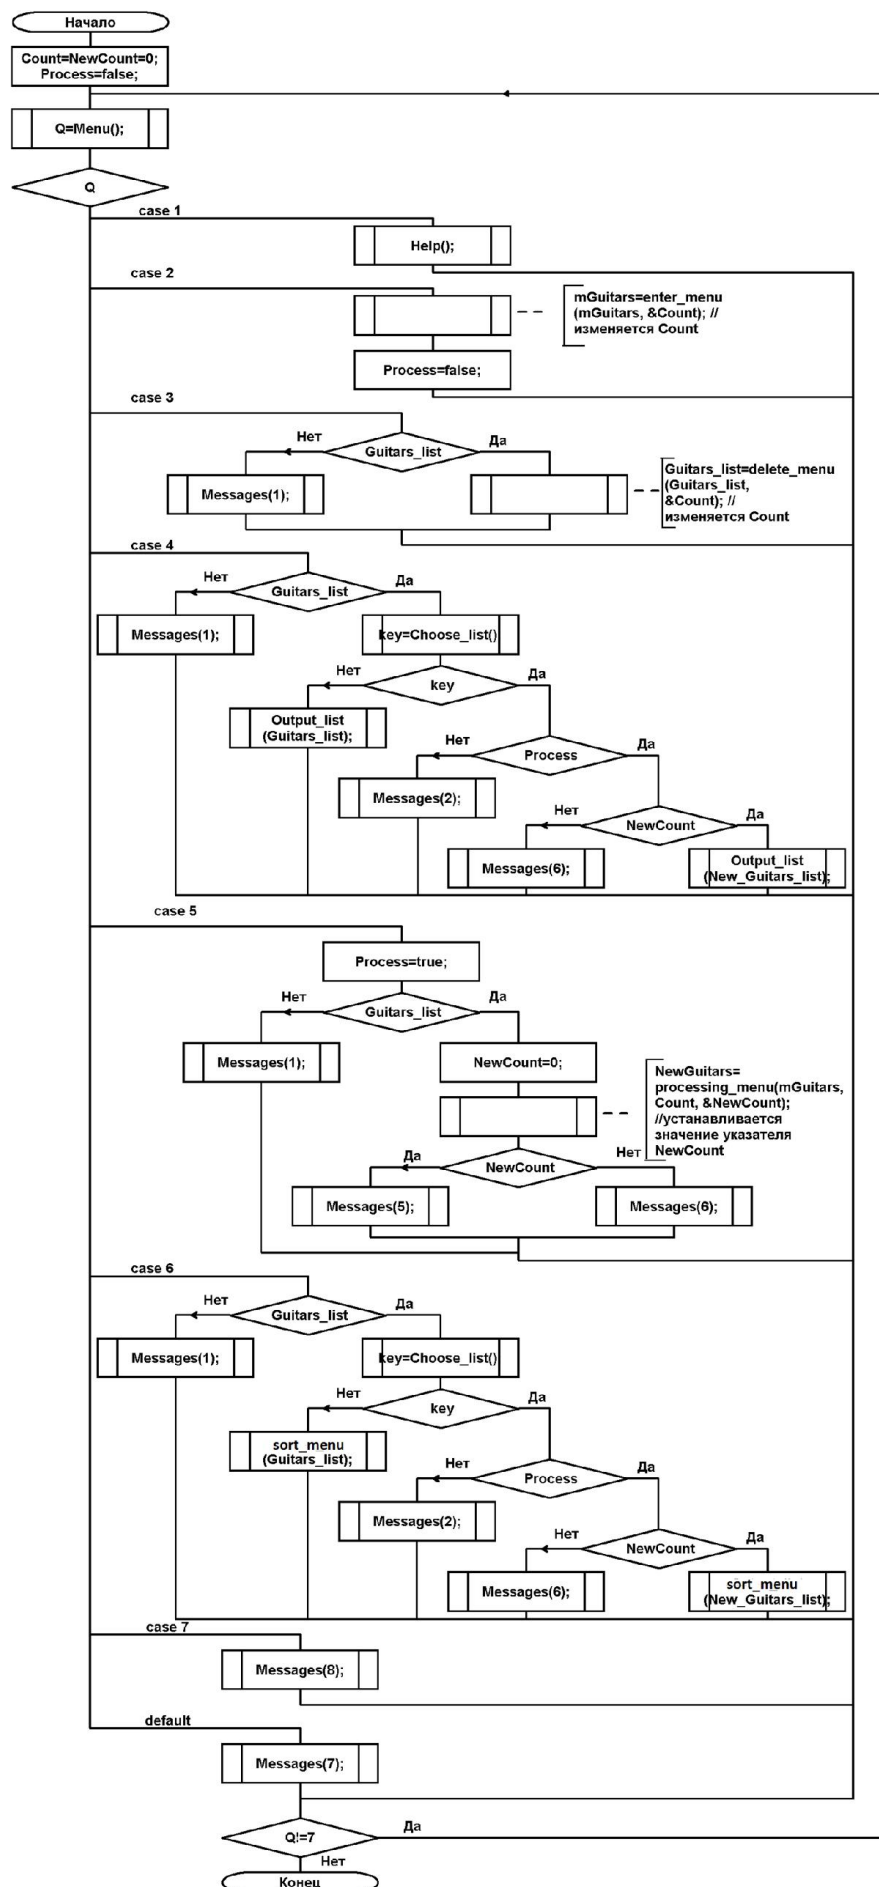 Начало
Count=NewCount=0;
Process=false;
Q=Menu();
Q
case 1
Help();
case 2
mGuitars=enter_menu
(mGuitars, &Count); //
изменяется Count
Process=false;
case 3
Нет
Guitars_list
Да
Messages(1);
Guitars_list=delete_menu
(Guitars_list,
&Count); //
изменяется Count
case 4
Нет
Guitars_list
Да
Messages(1);
key=Choose_list()
Нет
key
Да
Output_list
(Guitars_list);
Нет
Process
Да
Messages(2);
Нет
NewCount
Да
Messages(6);
Output_list
(New_Guitars_list);
case 5
Process=true;
Нет
Guitars_list
Да
Messages(1);
NewCount=0;
NewGuitars=
processing_menu(mGuitars,
Count, &NewCount);
//устанавливается
значение указателя
NewCount
Да
NewCount
Нет
Messages(5);
Messages(6);
case 6
Нет
Guitars_list
Да
Messages(1);
key=Choose_list()
Нет
key
Да
sort_menu
(Guitars_list);
Нет
Process
Да
Messages(2);
Нет
NewCount
Да
Messages(6);
sort_menu
(New_Guitars_list);
case 7
Messages(8);
default
Messages(7);
Q!=7
Да
Нет
Конец